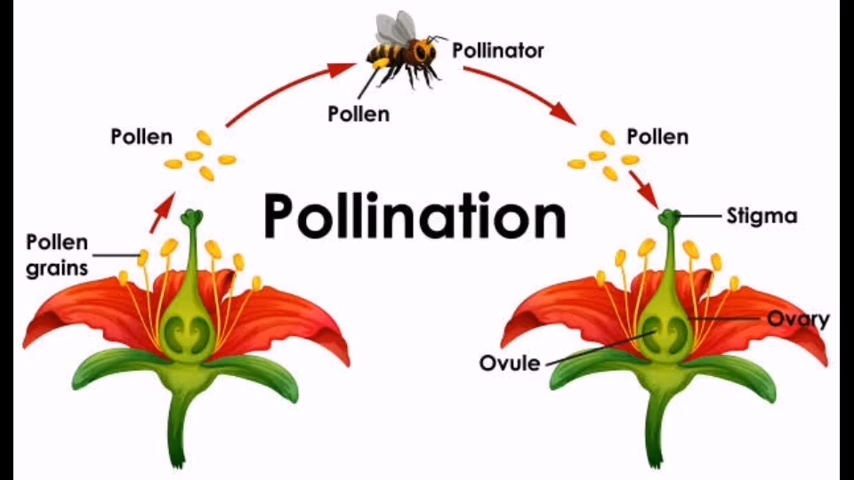 Pollinator
Pollen
Pollen
Pollen
Pollination
Pollen
grains
Stigma
Ovary
Ovule